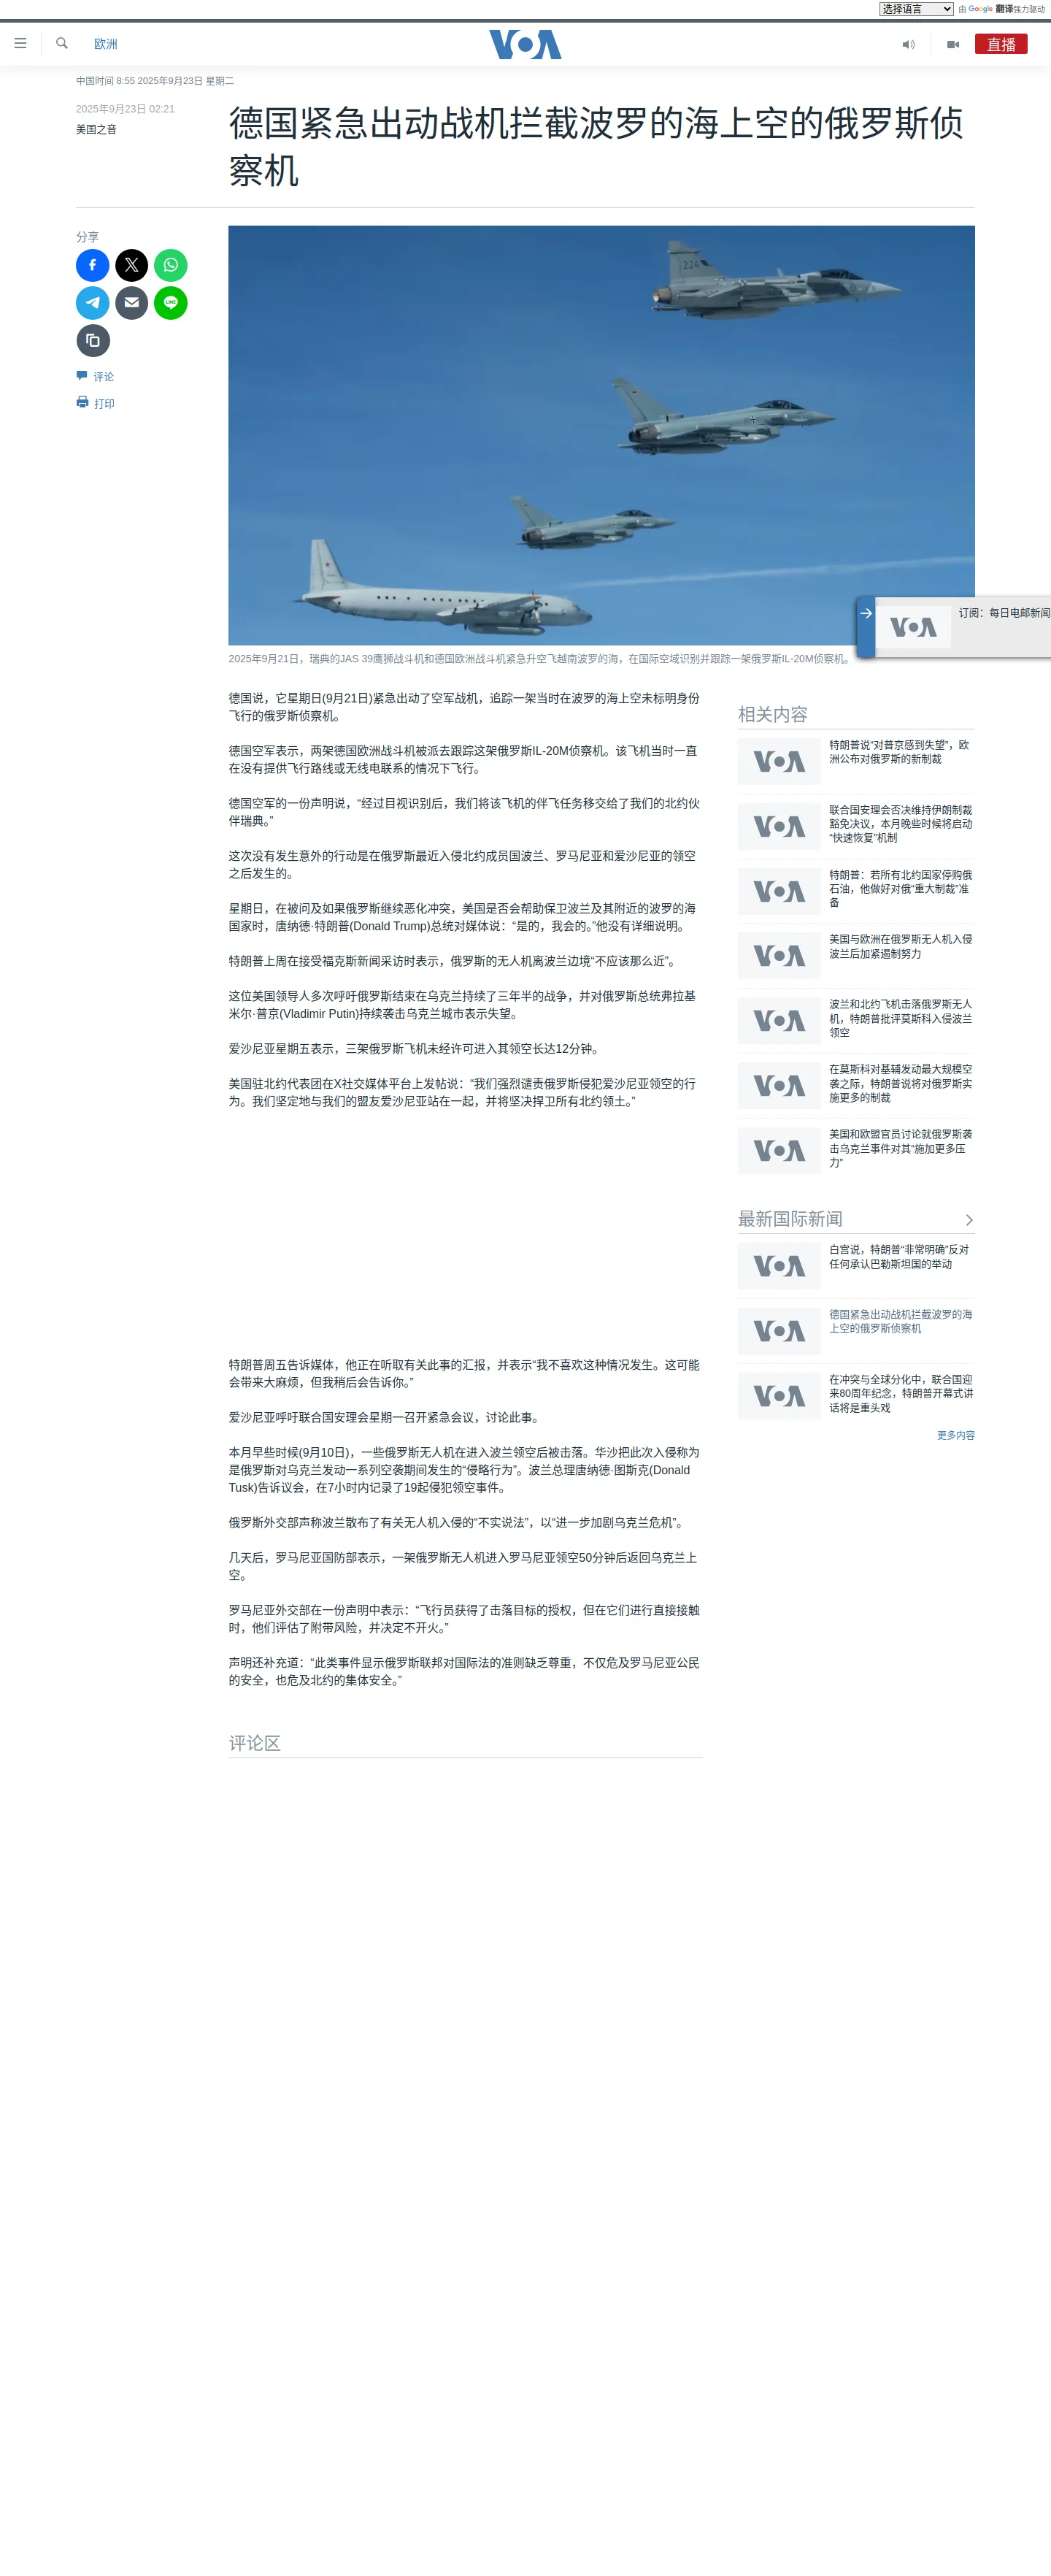 选择语言
由 Google 翻译强力驱动
欧洲
VOA
直播
中国时间 8:55 2025年9月23日 星期二
2025年9月23日 02:21
美国之音
德国紧急出动战机拦截波罗的海上空的俄罗斯侦
察机
分享
LINE
评论
打印
224
2025年9月21日，瑞典的JAS 39鹰狮战斗机和德国欧洲战斗机紧急升空飞越南波罗的海，在国际空域识别并跟踪一架俄罗斯IL-20M侦察机。
VOA
订阅：每日电邮新闻
德国说，它星期日(9月21日)紧急出动了空军战机，追踪一架当时在波罗的海上空未标明身份
飞行的俄罗斯侦察机。
德国空军表示，两架德国欧洲战斗机被派去跟踪这架俄罗斯IL-20M侦察机。该飞机当时一直
在没有提供飞行路线或无线电联系的情况下飞行。
德国空军的一份声明说，“经过目视识别后，我们将该飞机的伴飞任务移交给了我们的北约伙
伴瑞典。”
这次没有发生意外的行动是在俄罗斯最近入侵北约成员国波兰、罗马尼亚和爱沙尼亚的领空
之后发生的。
星期日，在被问及如果俄罗斯继续恶化冲突，美国是否会帮助保卫波兰及其附近的波罗的海
国家时，唐纳德·特朗普(Donald Trump)总统对媒体说：“是的，我会的。”他没有详细说明。
特朗普上周在接受福克斯新闻采访时表示，俄罗斯的无人机离波兰边境“不应该那么近”。
这位美国领导人多次呼吁俄罗斯结束在乌克兰持续了三年半的战争，并对俄罗斯总统弗拉基
米尔·普京(Vladimir Putin)持续袭击乌克兰城市表示失望。
爱沙尼亚星期五表示，三架俄罗斯飞机未经许可进入其领空长达12分钟。
美国驻北约代表团在X社交媒体平台上发帖说：“我们强烈谴责俄罗斯侵犯爱沙尼亚领空的行
为。我们坚定地与我们的盟友爱沙尼亚站在一起，并将坚决捍卫所有北约领土。”
特朗普周五告诉媒体，他正在听取有关此事的汇报，并表示“我不喜欢这种情况发生。这可能
会带来大麻烦，但我稍后会告诉你。”
爱沙尼亚呼吁联合国安理会星期一召开紧急会议，讨论此事。
本月早些时候(9月10日)，一些俄罗斯无人机在进入波兰领空后被击落。华沙把此次入侵称为
是俄罗斯对乌克兰发动一系列空袭期间发生的“侵略行为”。波兰总理唐纳德·图斯克(Donald
Tusk)告诉议会，在7小时内记录了19起侵犯领空事件。
俄罗斯外交部声称波兰散布了有关无人机入侵的“不实说法”，以“进一步加剧乌克兰危机”。
几天后，罗马尼亚国防部表示，一架俄罗斯无人机进入罗马尼亚领空50分钟后返回乌克兰上
空。
罗马尼亚外交部在一份声明中表示：“飞行员获得了击落目标的授权，但在它们进行直接接触
时，他们评估了附带风险，并决定不开火。”
声明还补充道：“此类事件显示俄罗斯联邦对国际法的准则缺乏尊重，不仅危及罗马尼亚公民
的安全，也危及北约的集体安全。”
评论区
相关内容
VOA
特朗普说“对普京感到失望”，欧
洲公布对俄罗斯的新制裁
VOA
联合国安理会否决维持伊朗制裁
豁免决议，本月晚些时候将启动
“快速恢复”机制
VOA
特朗普：若所有北约国家停购俄
石油，他做好对俄“重大制裁”准
备
VOA
美国与欧洲在俄罗斯无人机入侵
波兰后加紧遏制努力
VOA
波兰和北约飞机击落俄罗斯无人
机，特朗普批评莫斯科入侵波兰
领空
VOA
在莫斯科对基辅发动最大规模空
袭之际，特朗普说将对俄罗斯实
施更多的制裁
VOA
美国和欧盟官员讨论就俄罗斯袭
击乌克兰事件对其“施加更多压
力”
最新国际新闻
VOA
白宫说，特朗普“非常明确”反对
任何承认巴勒斯坦国的举动
VOA
德国紧急出动战机拦截波罗的海
上空的俄罗斯侦察机
VOA
在冲突与全球分化中，联合国迎
来80周年纪念，特朗普开幕式讲
话将是重头戏
更多内容